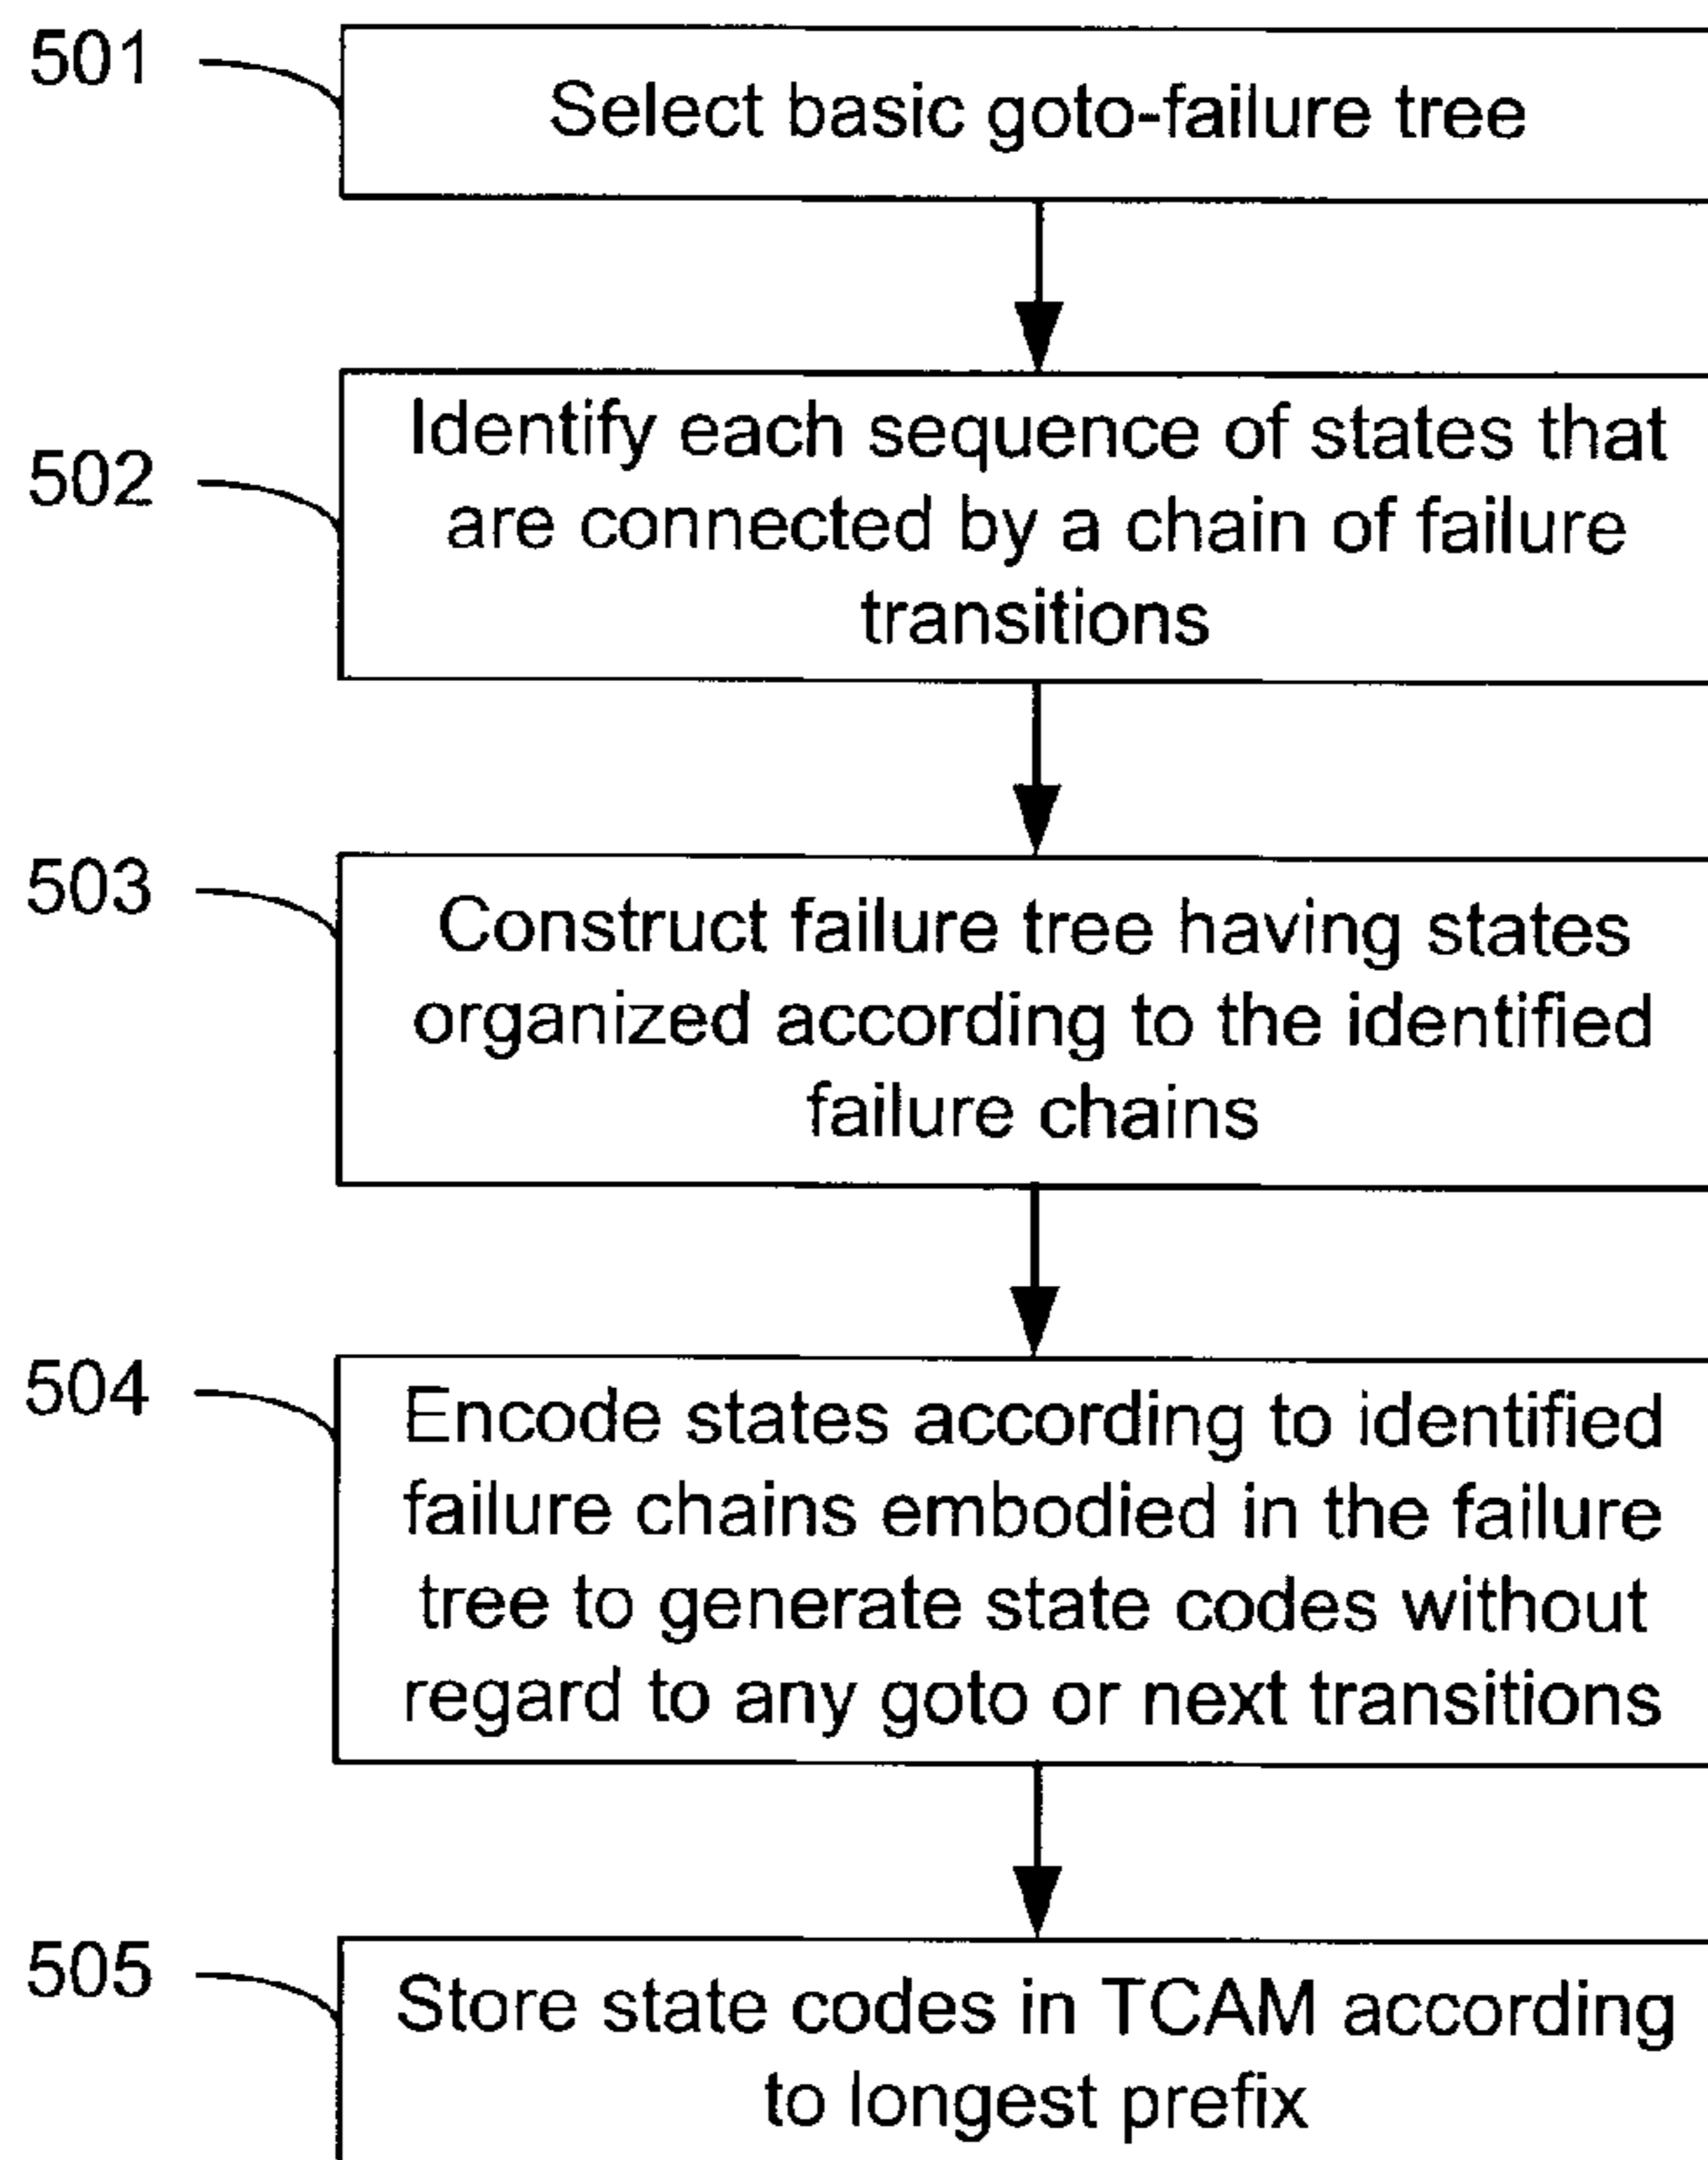 501
Select basic goto-failure tree
502
Identify each sequence of states that
are connected by a chain of failure
transitions
503
Construct failure tree having states
organized according to the identified
failure chains
504
Encode states according to identified
failure chains embodied in the failure
tree to generate state codes without
regard to any goto or next transitions
505
Store state codes in TCAM according
to longest prefix